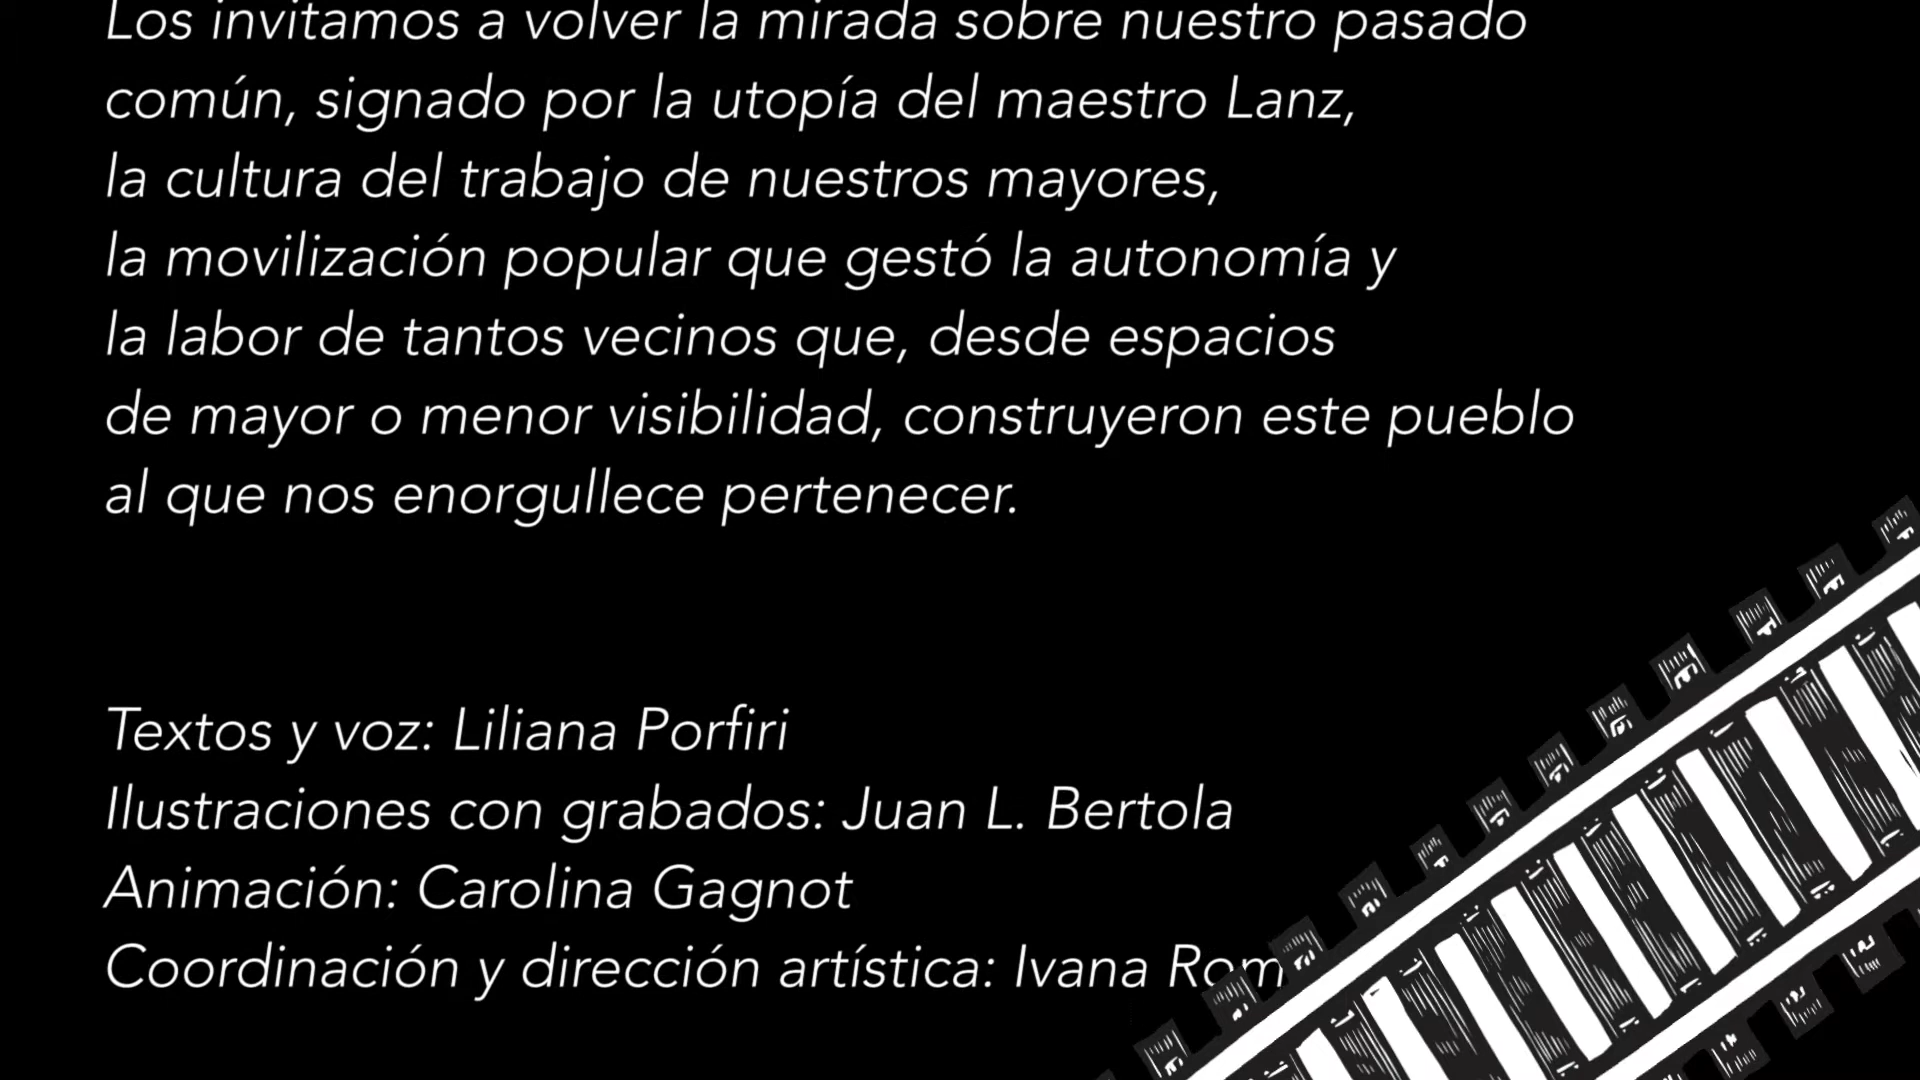 Los invitamos a volver la mirada sobre nuestro pasado
común, signado por la utopía del maestro Lanz,
la cultura del trabajo de nuestros mayores,
la movilización popular que gestó la autonomía y
la labor de tantos vecinos que, desde espacios
de mayor o menor visibilidad, construyeron este pueblo
al que nos enorgullece pertenecer.
Textos y voz: Liliana Porfiri
Ilustraciones con grabados: Juan L. Bertola
Animación: Carolina Gagnot
Coordinación y dirección artística: Ivana